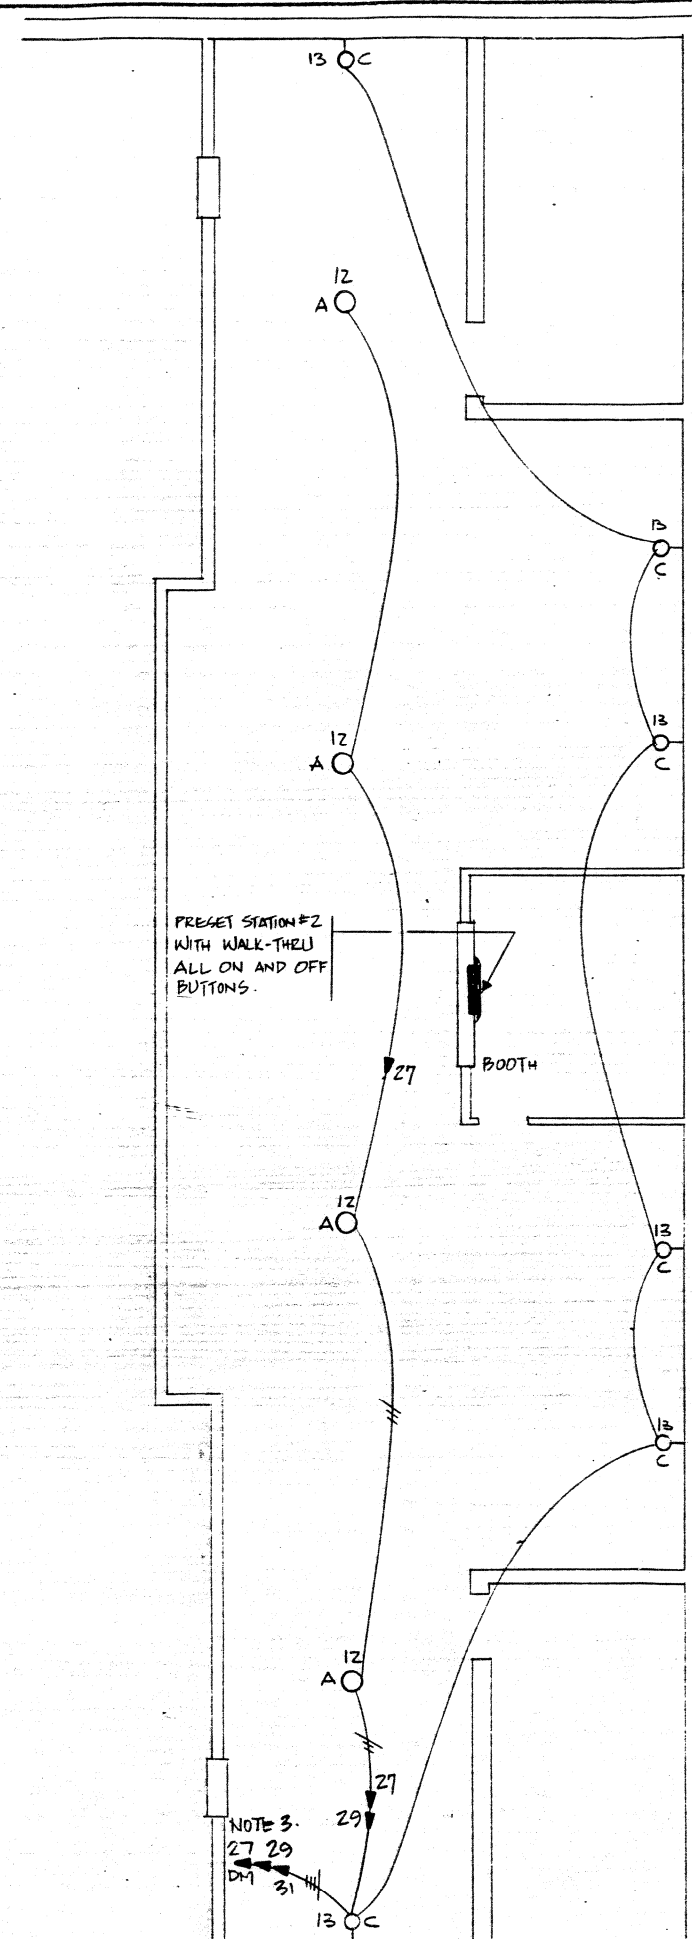 13 C
12
A
13
C
12
A
13
C
PRESET STATION #2
WITH WALK-THRU
ALL ON AND OFF
BUTTONS.
BOOTH
27
12
A
13
C
13
C
12
A
27
29
NOTE 3.
27 29
DM
31
13 C